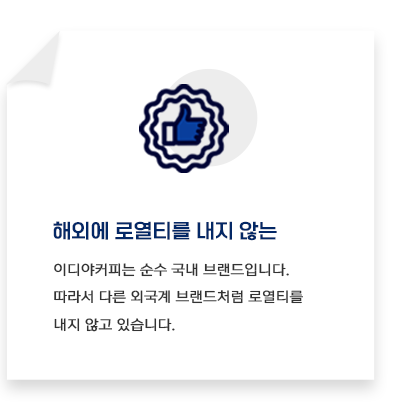 해외에 로열티를 내지 않는
이디야커피는 순수 국내 브랜드입니다.
따라서 다른 외국계 브랜드처럼 로열티를
내지 않고 있습니다.